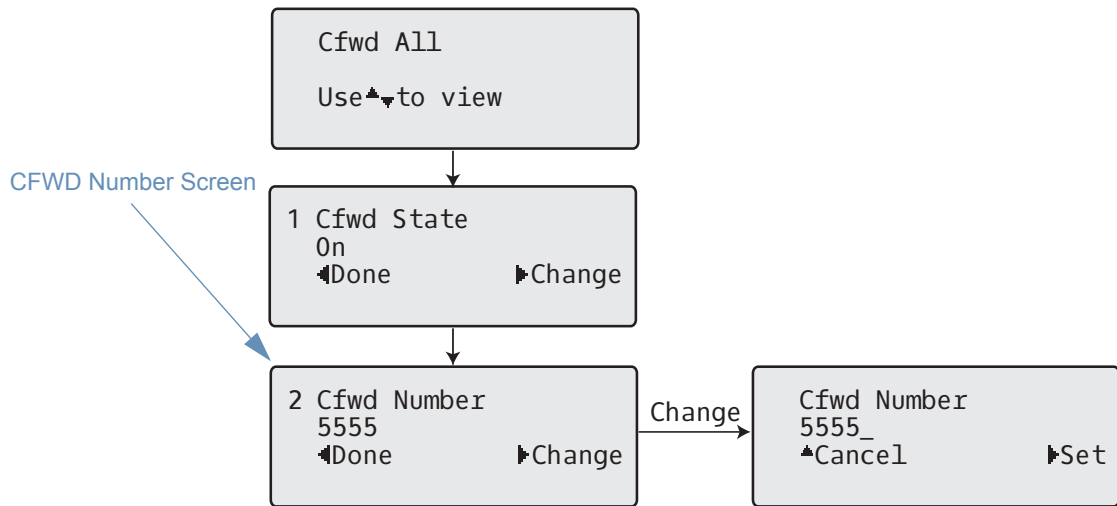 Cfwd All
Use▲▼to view
CFWD Number Screen
1 Cfwd State
On
◀Done ▶Change
2 Cfwd Number
5555
◀Done ▶Change
Change
Cfwd Number
5555_
▲Cancel ▶Set